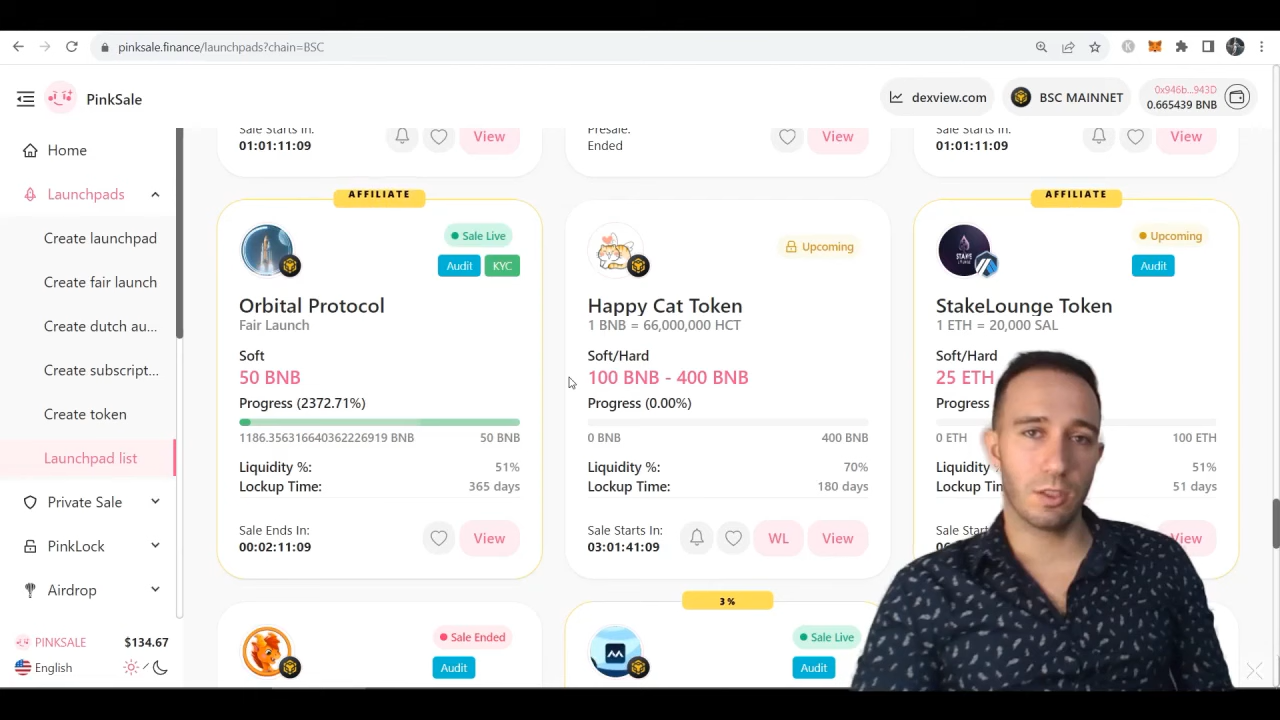 pinksale.finance/launchpads?chain=BSC
PinkSale
dexview.com
BSC MAINNET
0x946b...943D
0.665439 BNB
Home
Launchpads
Create launchpad
Create fair launch
Create dutch au...
Create subscript...
Create token
Launchpad list
Private Sale
PinkLock
Airdrop
PINKSALE
$134.67
English
Sale Starts In:
01:01:11:09
View
Presale:
Ended
View
Sale Starts In:
01:01:11:09
View
AFFILIATE
Sale Live
Audit KYC
Orbital Protocol
Fair Launch
Soft
50 BNB
Progress (2372.71%)
1186.356316640362226919 BNB 50 BNB
Liquidity %: 51%
Lockup Time: 365 days
Sale Ends In:
00:02:11:09
View
Upcoming
Happy Cat Token
1 BNB = 66,000,000 HCT
Soft/Hard
100 BNB - 400 BNB
Progress (0.00%)
0 BNB 400 BNB
Liquidity %: 70%
Lockup Time: 180 days
Sale Starts In:
03:01:41:09
WL View
AFFILIATE
Upcoming
Audit
StakeLounge Token
1 ETH = 20,000 SAL
Soft/Hard
25 ETH
Progress
0 ETH 100 ETH
Liquidity 51%
Lockup 51 days
Sale
View
Sale Ended
Audit
3%
Sale Live
Audit